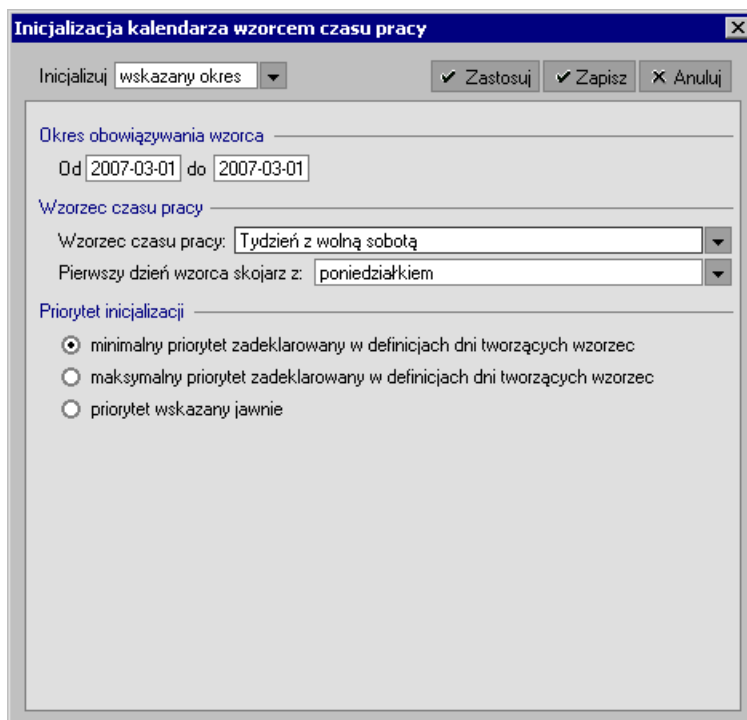 Inicjalizacja kalendarza wzorcem czasu pracy
Inicjalizuj wskazany okres Zastosuj Zapisz Anuluj
Okres obowiązywania wzorca
Od 2007-03-01 do 2007-03-01
Wzorzec czasu pracy
Wzorzec czasu pracy: Tydzień z wolną sobotą
Pierwszy dzień wzorca skojarz z: poniedziałkiem
Priorytet inicjalizacji
minimalny priorytet zadeklarowany w definicjach dni tworzących wzorzec
maksymalny priorytet zadeklarowany w definicjach dni tworzących wzorzec
priorytet wskazany jawnie